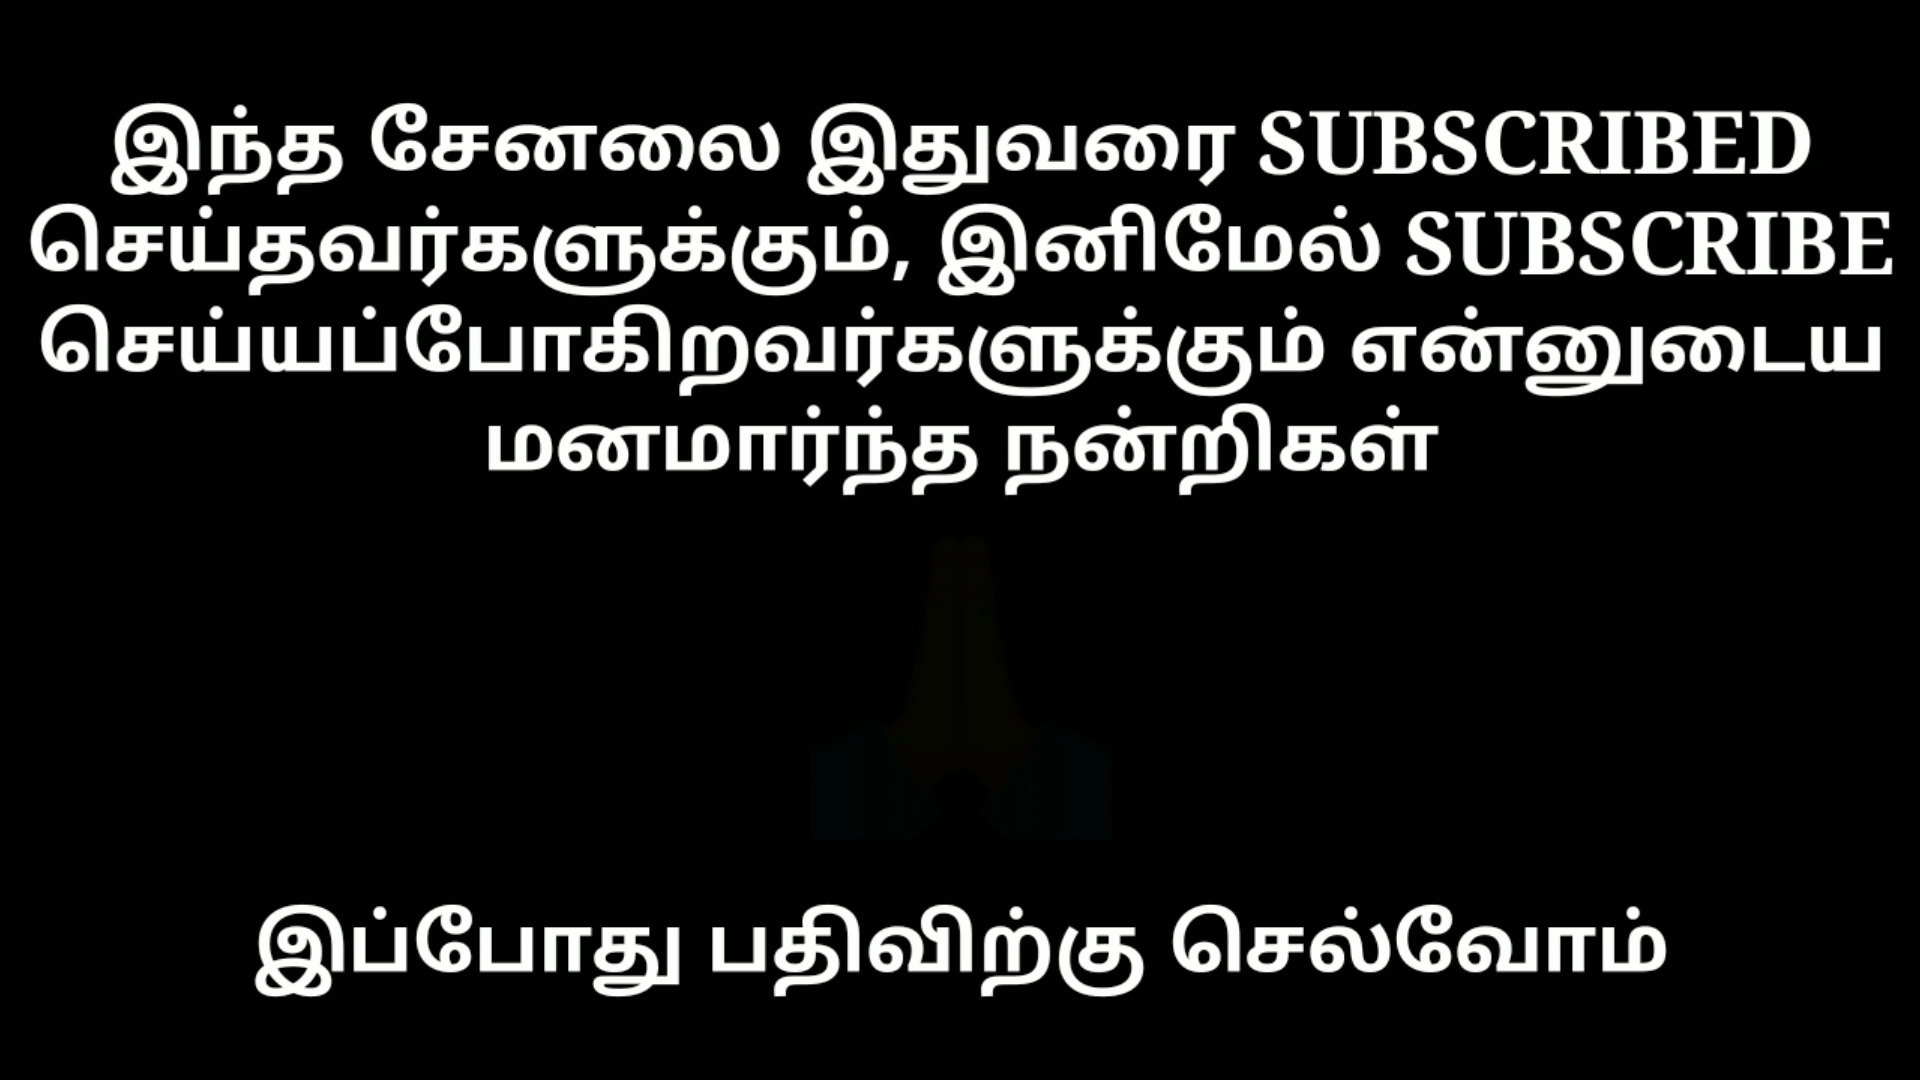 இந்த சேனலை இதுவரை SUBSCRIBED
செய்தவர்களுக்கும், இனிமேல் SUBSCRIBE
செய்யப்போகிறவர்களுக்கும் என்னுடைய
மனமார்ந்த நன்றிகள்
இப்போது பதிவிற்கு செல்வோம்